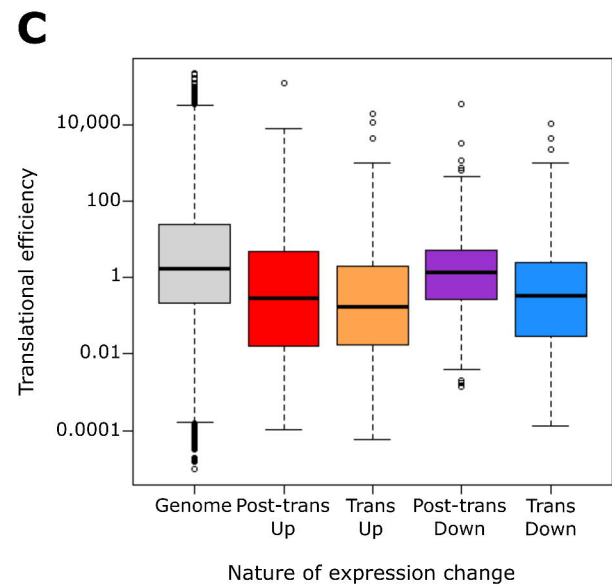 C
Translational efficiency
10,000
100
1
0.01
0.0001
Genome Post-trans Trans Post-trans Trans
Up Up Down Down
Nature of expression change